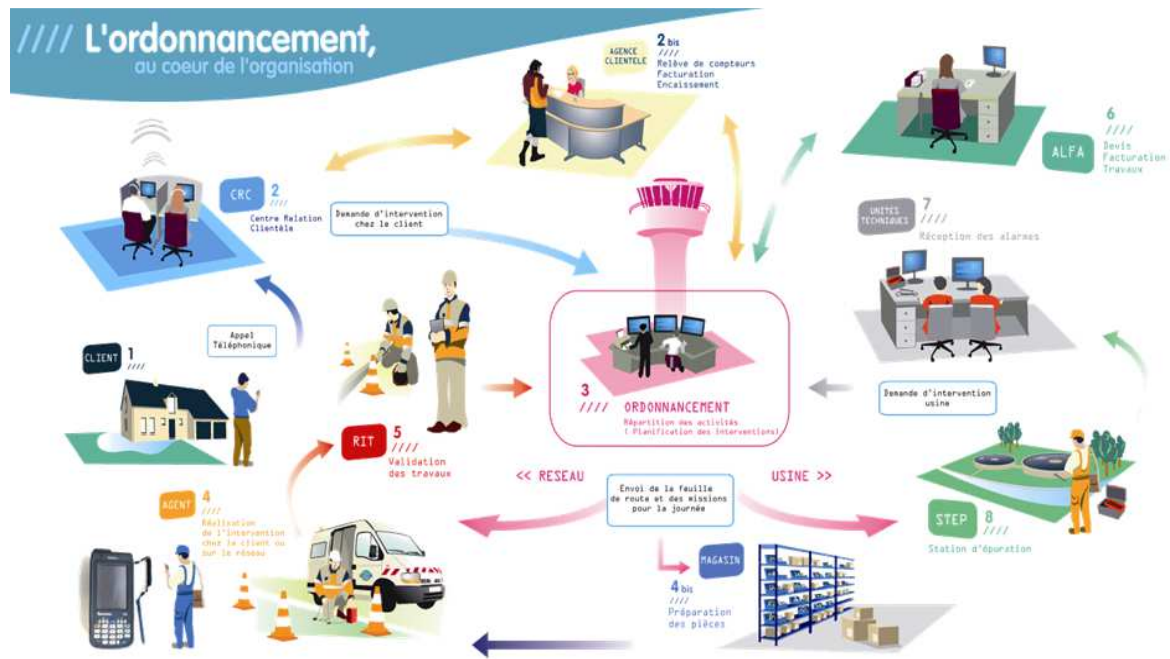 //// L'ordonnancement,
au coeur de l'organisation
AGENCE
CLIENTELE
2 bis
////
Relève de compteurs
Facturation
Encaissement
ALFA
6
////
Devis
Facturation
Travaux
CRC
2
////
Centre Relation
Clientèle
Demande d'intervention
chez le client
UNITÉS
TECHNIQUES
7
////
Réception des alarmes
Appel
Téléphonique
CLIENT
1
////
3
//// ORDONNANCEMENT
Répartition des activités
( Planification des interventions)
Demande d'intervention
usine
RIT
5
////
Validation
des travaux
<< RESEAU
Envoi de la feuille
de route et des missions
pour la journée
USINE >>
AGENT
4
////
Réalisation
de l'intervention
chez le client ou
sur le réseau
STEP
8
////
Station d'épuration
MAGASIN
4 bis
////
Préparation
des pièces